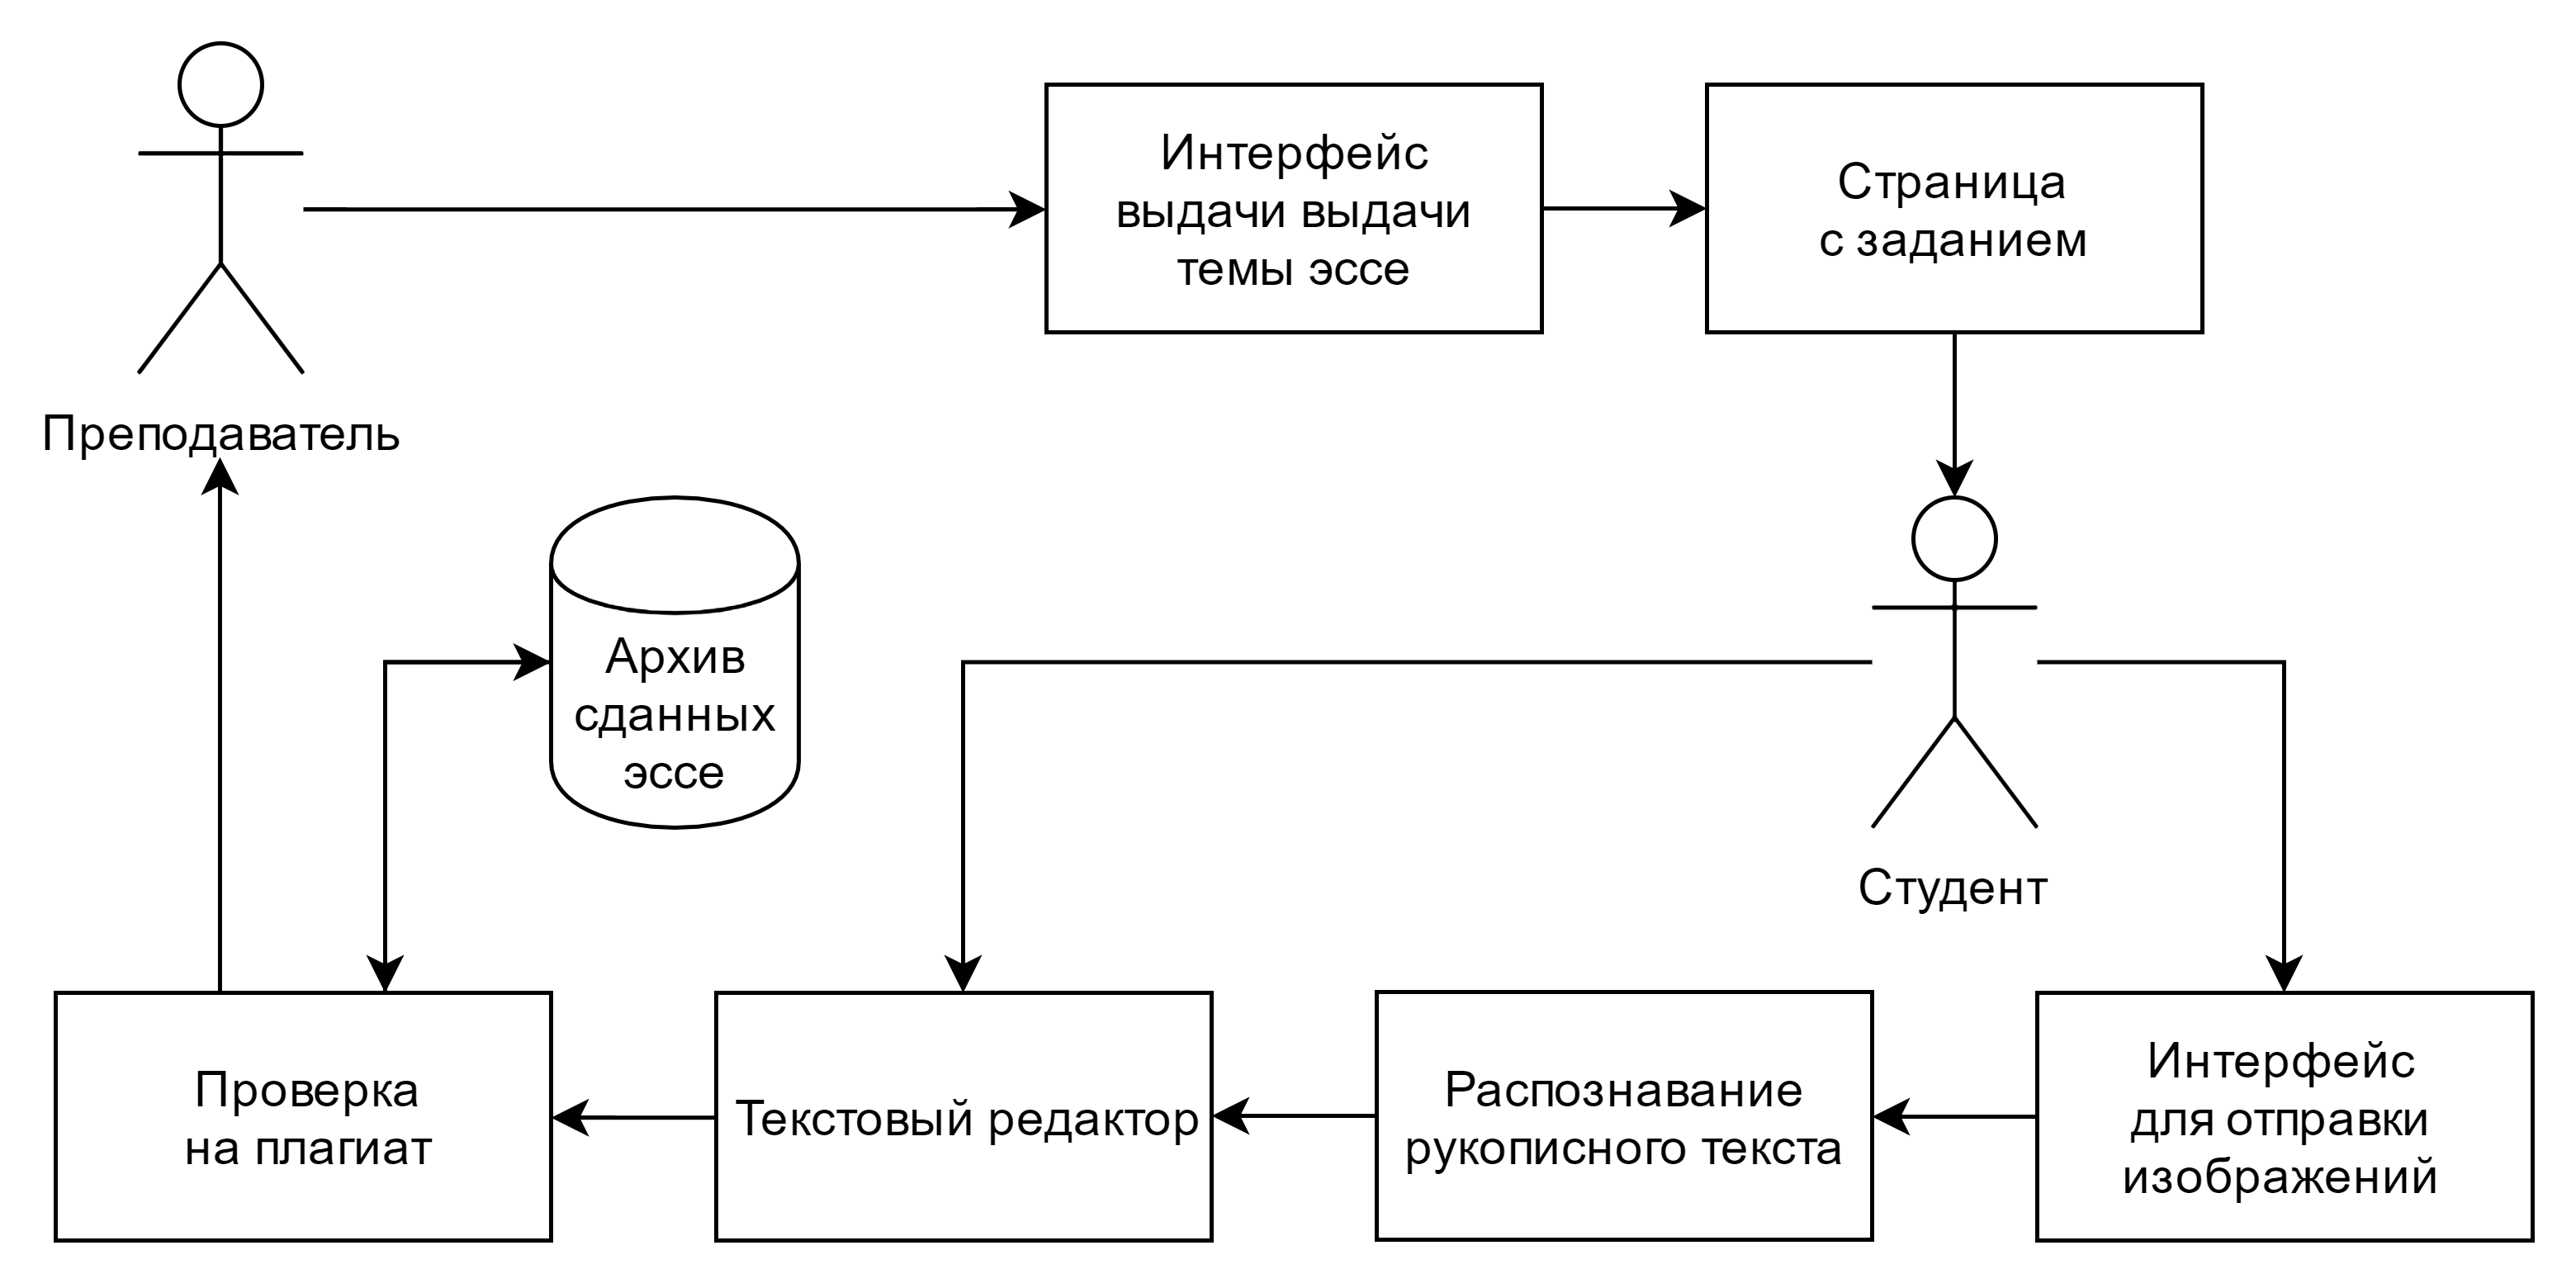 Интерфейс
выдачи выдачи
темы эссе
Страница
с заданием
Преподаватель
Архив
сданных
эссе
Студент
Проверка
на плагиат
Текстовый редактор
Распознавание
рукописного текста
Интерфейс
для отправки
изображений